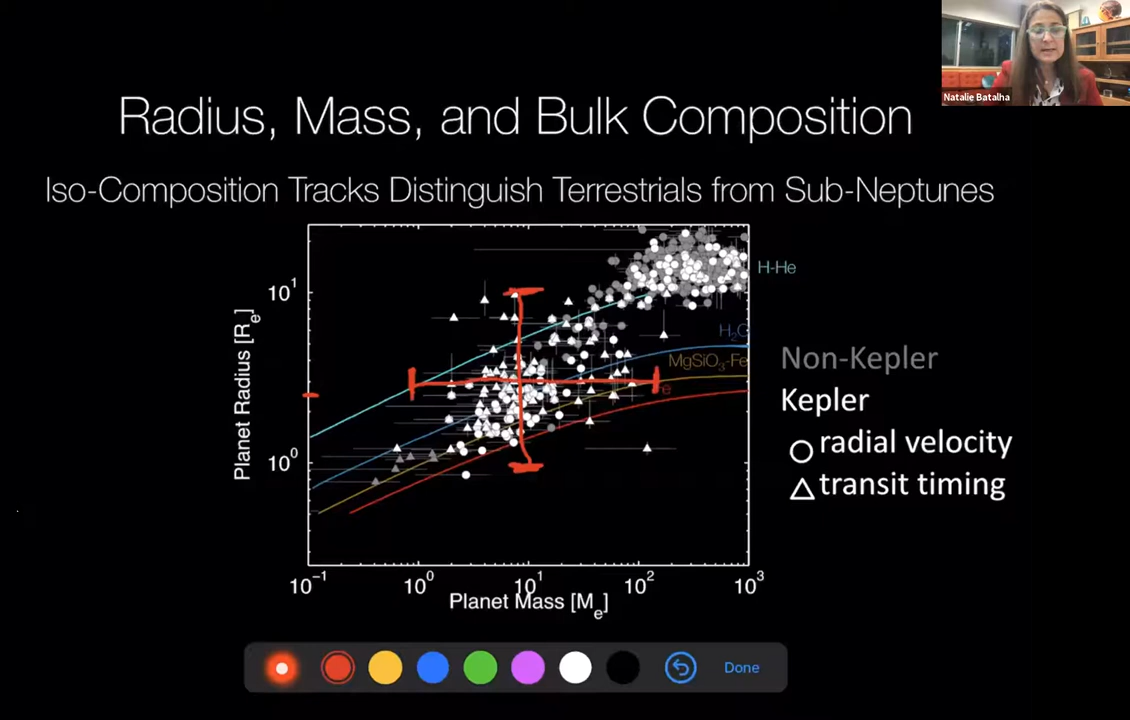 Natalie Batalha
Radius, Mass, and Bulk Composition
Iso-Composition Tracks Distinguish Terrestrials from Sub-Neptunes
Planet Radius [Rₑ]
10¹
10⁰
H-He
H₂O
MgSiO₃-Fe
Fe
10⁻¹
10⁰
10¹
10²
10³
Planet Mass [Mₑ]
Non-Kepler
Kepler
radial velocity
transit timing
Done